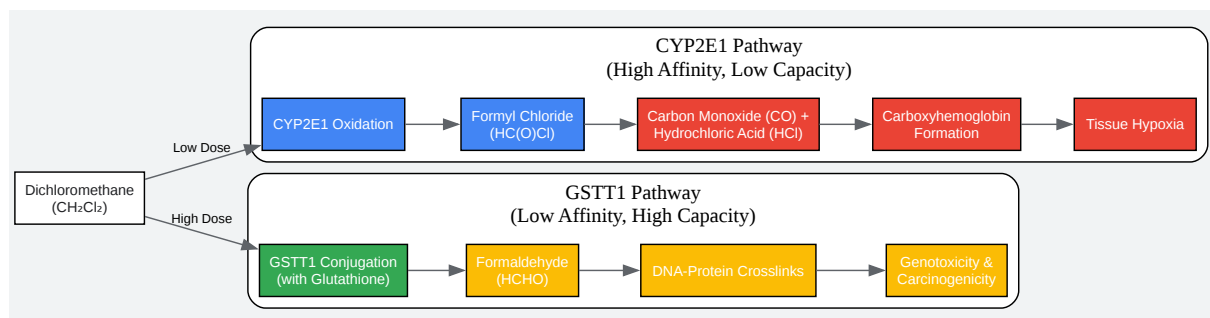 CYP2E1 Pathway
(High Affinity, Low Capacity)
CYP2E1 Oxidation
Formyl Chloride
(HC(O)Cl)
Carbon Monoxide (CO) +
Hydrochloric Acid (HCl)
Carboxyhemoglobin
Formation
Tissue Hypoxia
Low Dose
Dichloromethane
(CH₂Cl₂)
High Dose
GSTT1 Pathway
(Low Affinity, High Capacity)
GSTT1 Conjugation
(with Glutathione)
Formaldehyde
(HCHO)
DNA-Protein Crosslinks
Genotoxicity &
Carcinogenicity